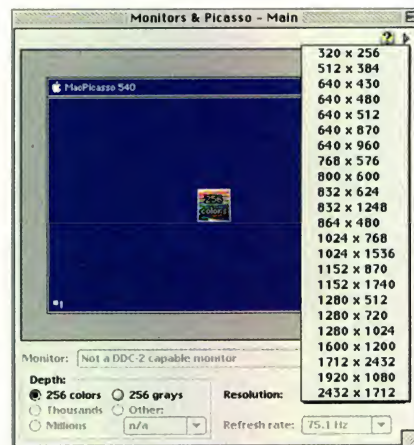 Monitors & Picasso - Main
?
MacPicasso 540
256
colors
320 x 256
512 x 384
640 x 430
640 x 480
640 x 512
640 x 870
640 x 960
768 x 576
800 x 600
832 x 624
832 x 1248
864 x 480
1024 x 768
1024 x 1536
1152 x 870
1152 x 1740
1280 x 512
1280 x 720
1280 x 1024
1600 x 1200
1712 x 2432
1920 x 1080
2432 x 1712
Monitor: Not a DDC-2 capable monitor
Depth:
256 colors 256 grays
Thousands Other:
Millions n/a
Resolution:
Refresh rate: 75.1 Hz